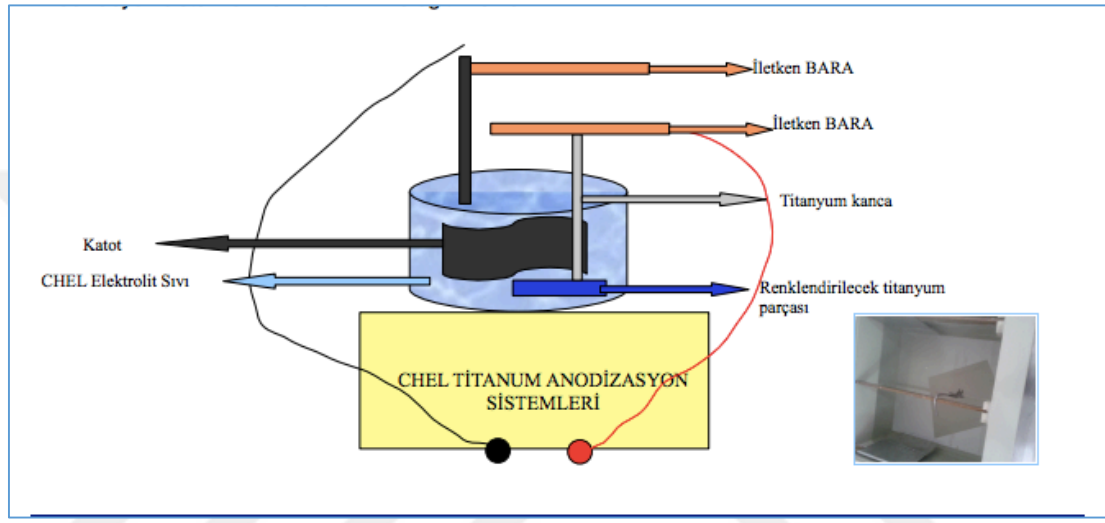 İletken BARA
İletken BARA
Titanyum kanca
Katot
CHEL Elektrolit Sıvı
Renklendirilecek titanyum
parçası
CHEL TİTANUM ANODİZASYON
SİSTEMLERİ